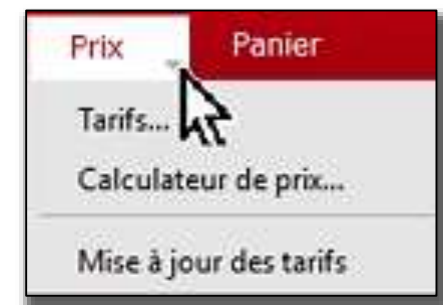 Prix Panier
Tarifs...
Calculateur de prix...
Mise à jour des tarifs